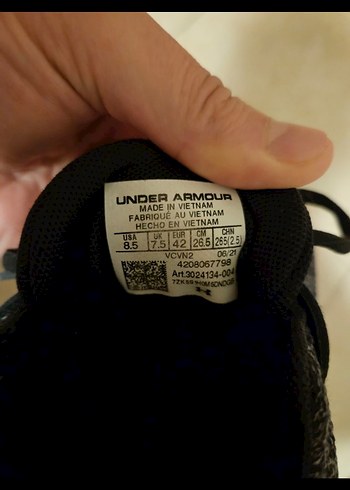 UNDER ARMOUR
MADE IN VIETNAM
FABRIQUÉ AU VIETNAM
HECHO EN VIETNAM
USA UK EUR CM CHN
8.5 7.5 42 26.5 265(2.5)
VCVN2 06/21
4208067798
Art.3024134-004